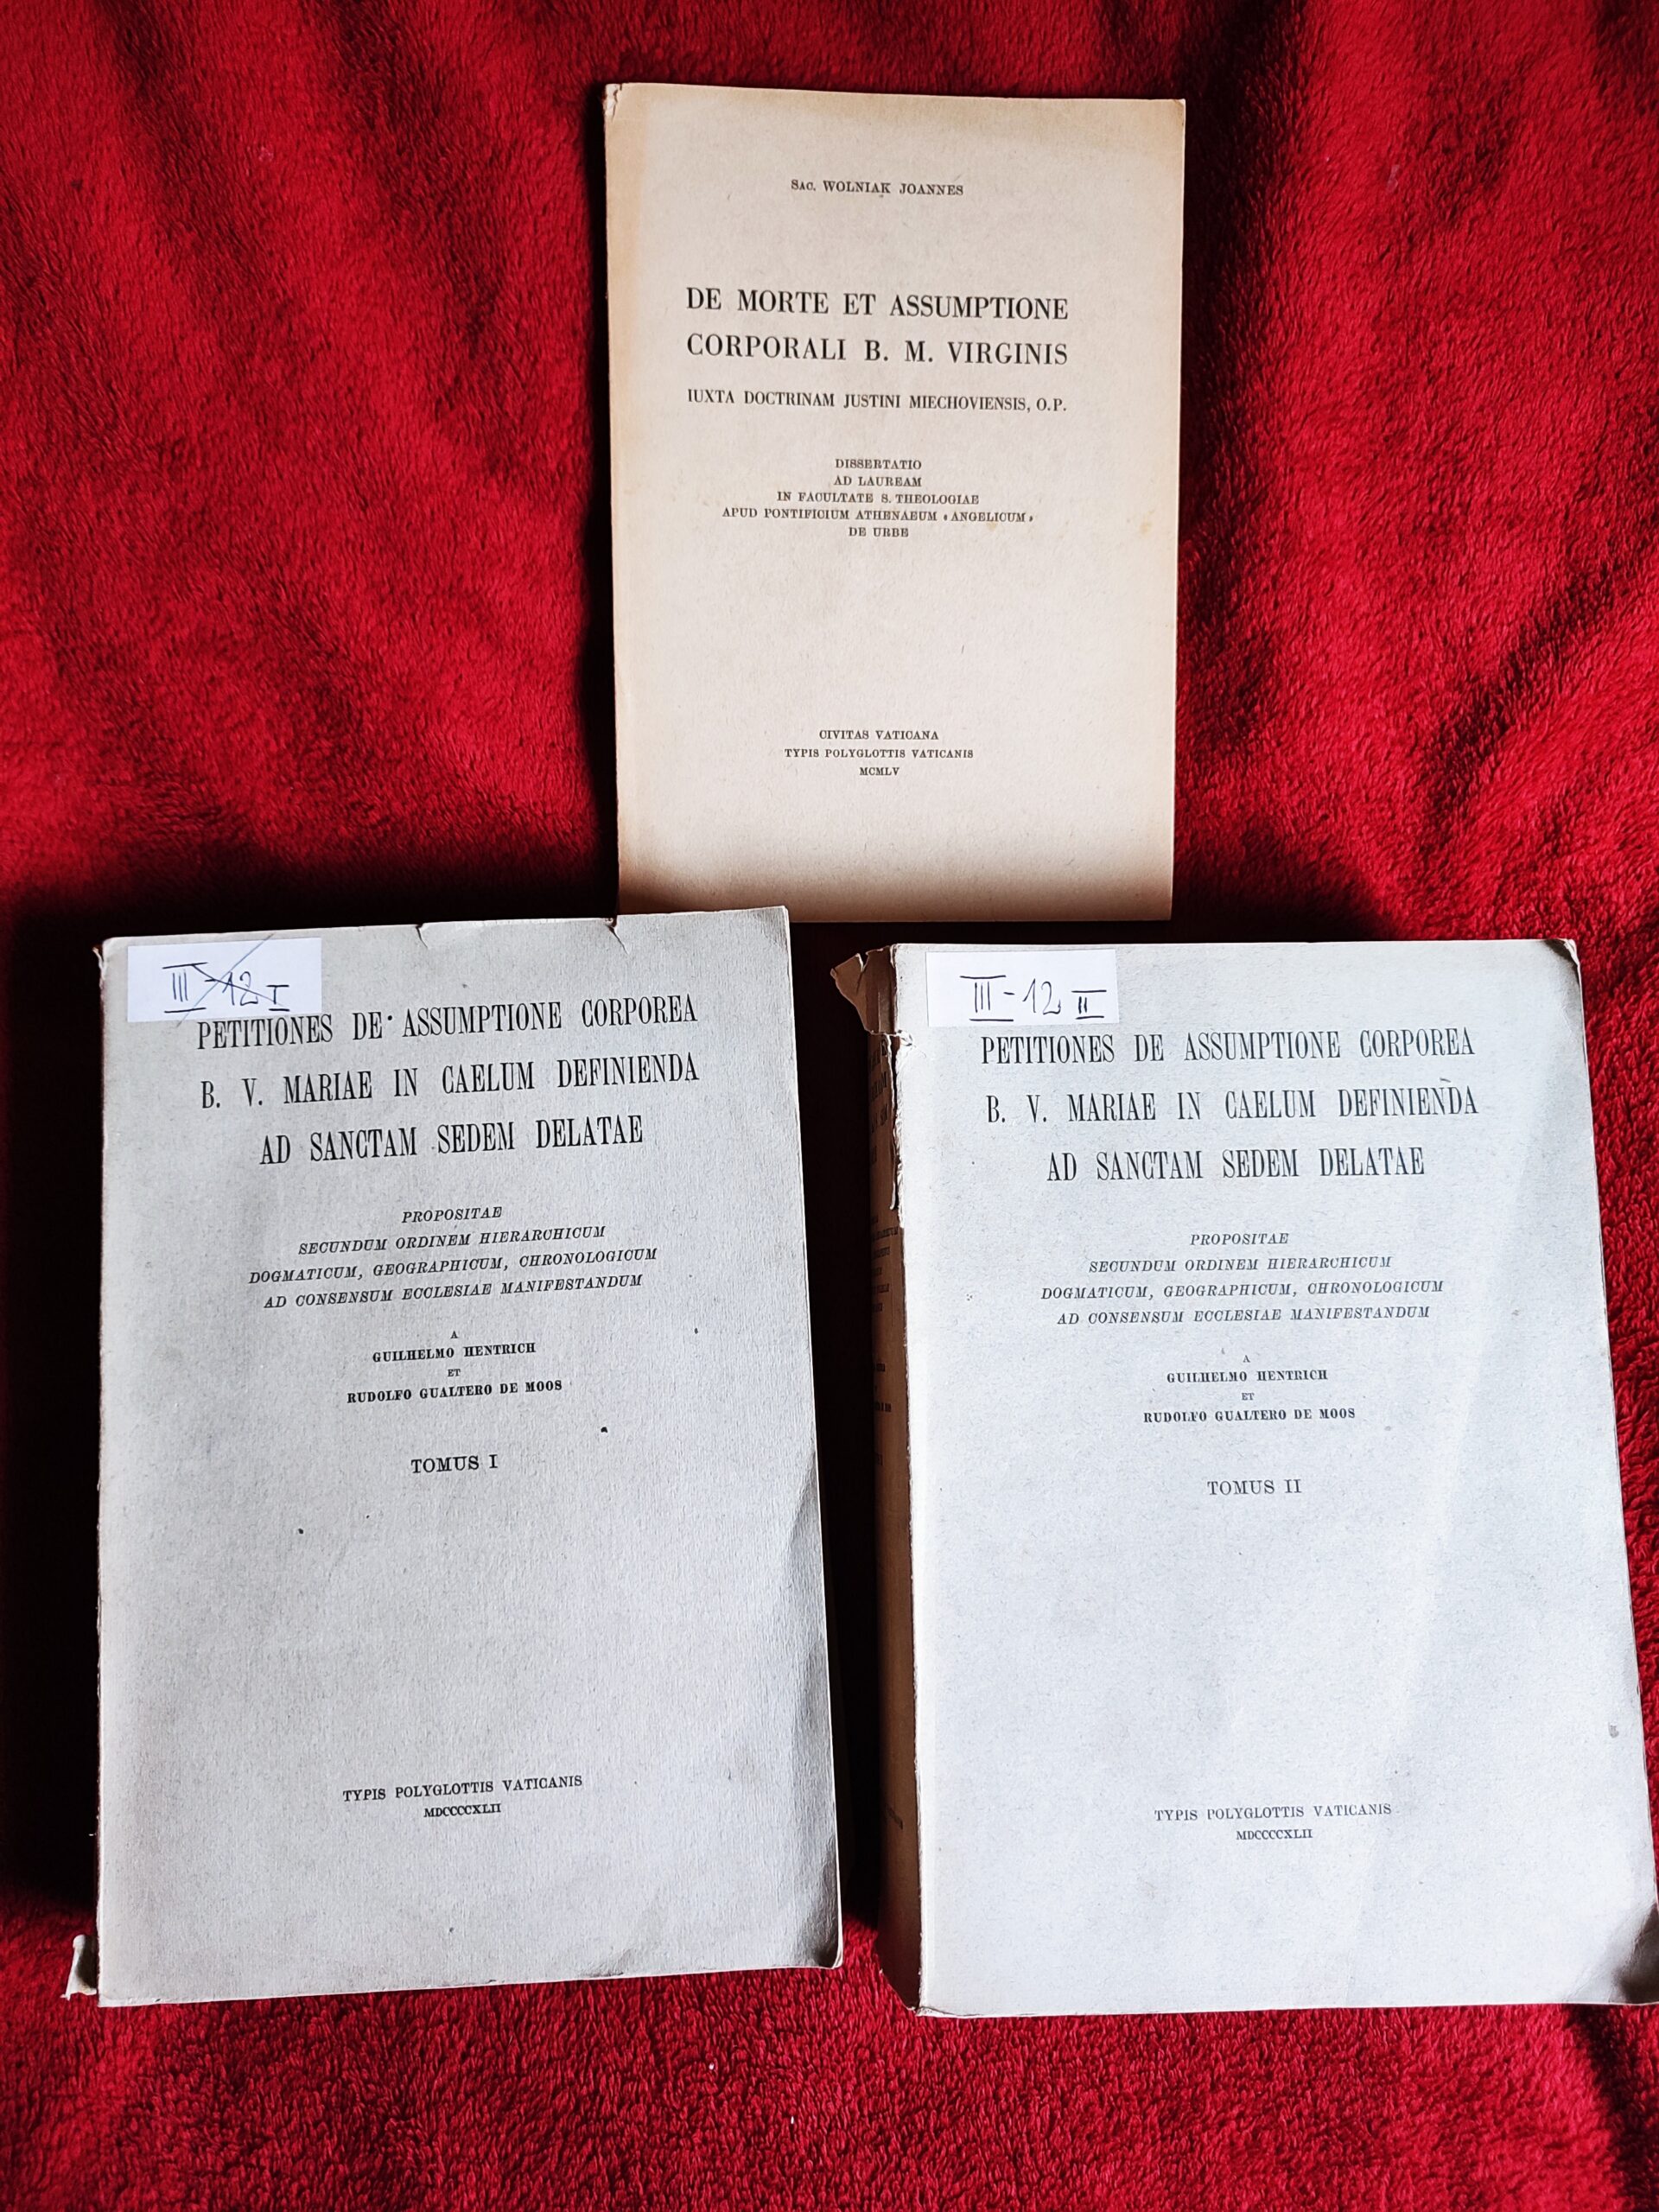 SAC. WOLNIAK JOANNES
DE MORTE ET ASSUMPTIONE
CORPORALI B. M. VIRGINIS
IUXTA DOCTRINAM JUSTINI MIECHOVIENSIS, O.P.
DISSERTATIO
AD LAUREAM
IN FACULTATE S. THEOLOGIAE
APUD PONTIFICIUM ATHENAEUM «ANGELICUM»
DE URBE
CIVITAS VATICANA
TYPIS POLYGLOTTIS VATICANIS
MCMLV
III-12 I
PETITIONES DE ASSUMPTIONE CORPOREA
B. V. MARIAE IN CAELUM DEFINIENDA
AD SANCTAM SEDEM DELATAE
PROPOSITAE
SECUNDUM ORDINEM HIERARCHICUM
DOGMATICUM, GEOGRAPHICUM, CHRONOLOGICUM
AD CONSENSUM ECCLESIAE MANIFESTANDUM
A
GUILHELMO HENTRICH
ET
RUDOLFO GUALTERO DE MOOS
TOMUS I
TYPIS POLYGLOTTIS VATICANIS
MDCCCCXLII
III-12 II
PETITIONES DE ASSUMPTIONE CORPOREA
B. V. MARIAE IN CAELUM DEFINIENDA
AD SANCTAM SEDEM DELATAE
PROPOSITAE
SECUNDUM ORDINEM HIERARCHICUM
DOGMATICUM, GEOGRAPHICUM, CHRONOLOGICUM
AD CONSENSUM ECCLESIAE MANIFESTANDUM
A
GUILHELMO HENTRICH
ET
RUDOLFO GUALTERO DE MOOS
TOMUS II
TYPIS POLYGLOTTIS VATICANIS
MDCCCCXLII